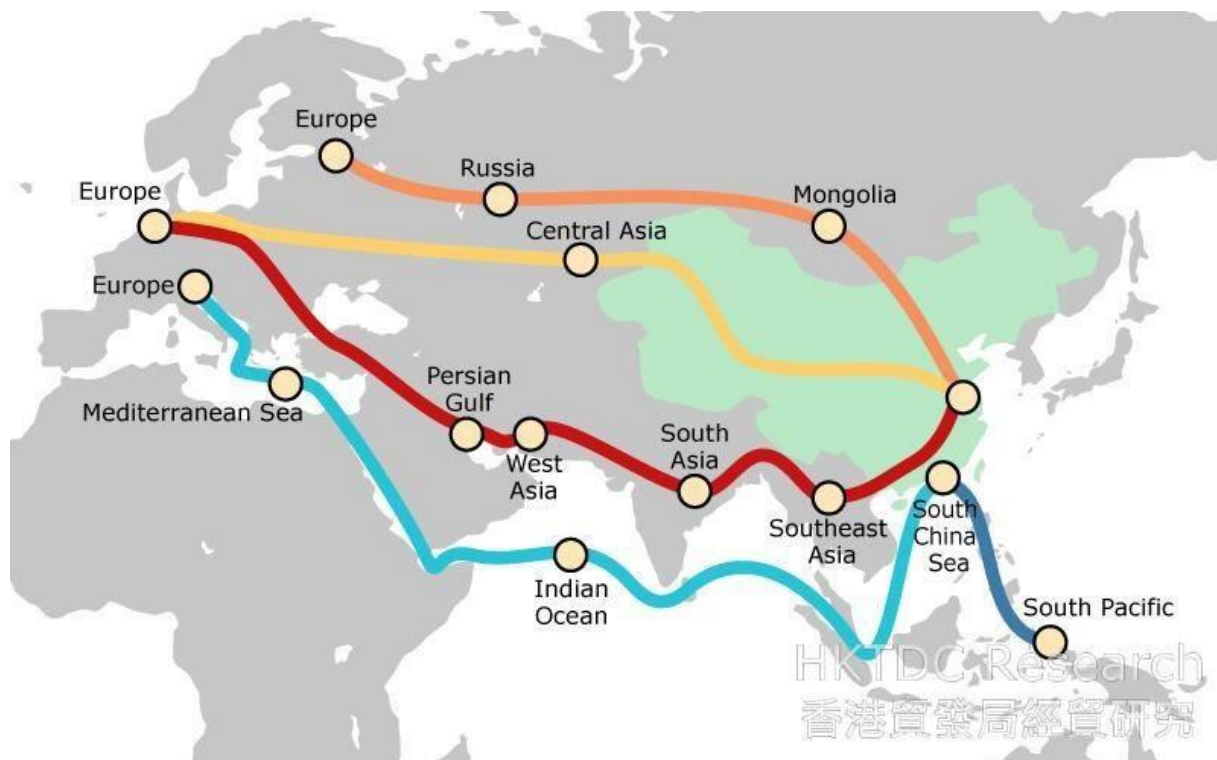 Europe
Russia
Europe
Mongolia
Central Asia
Europe
Persian
Gulf
Mediterranean Sea
South
Asia
West
Asia
South
China
Sea
Southeast
Asia
Indian
Ocean
South Pacific
HKTDC Research
香港貿發局經貿研究